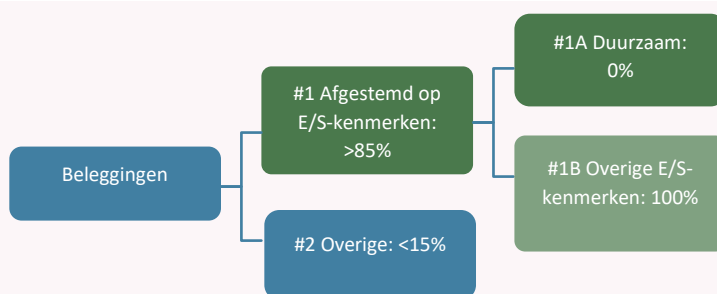 #1A Duurzaam:
0%
#1 Afgestemd op
E/S-kenmerken:
>85%
Beleggingen
#1B Overige E/S-
kenmerken: 100%
#2 Overige: <15%